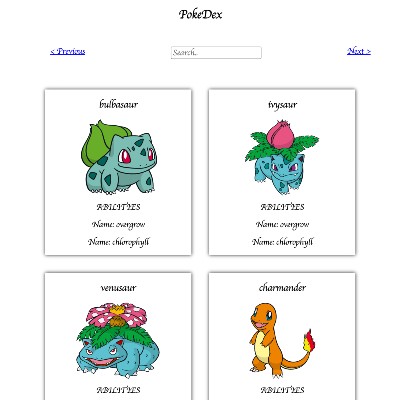 PokeDex
< Previous
Search..
Next >
bulbasaur
ivysaur
ABILITIES
Name: overgrow
Name: chlorophyll
ABILITIES
Name: overgrow
Name: chlorophyll
venusaur
charmander
ABILITIES
ABILITIES